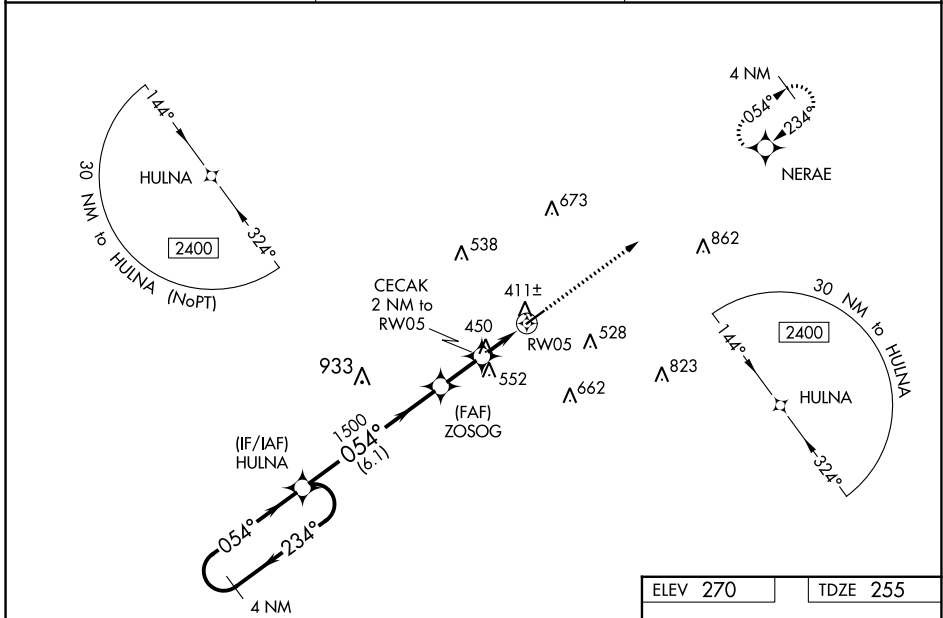 4 NM
054°
234°
NERAE
144°
HULNA
324°
2400
30 NM to HULNA (NoPT)
673
538
862
CECAK
2 NM to
RW05
411±
450
RW05
528
552
933
662
823
(FAF)
ZOSOG
30 NM to HULNA
2400
144°
HULNA
324°
1500
054°
(6.1)
(IF/IAF)
HULNA
054°
234°
4 NM
ELEV 270
TDZE 255